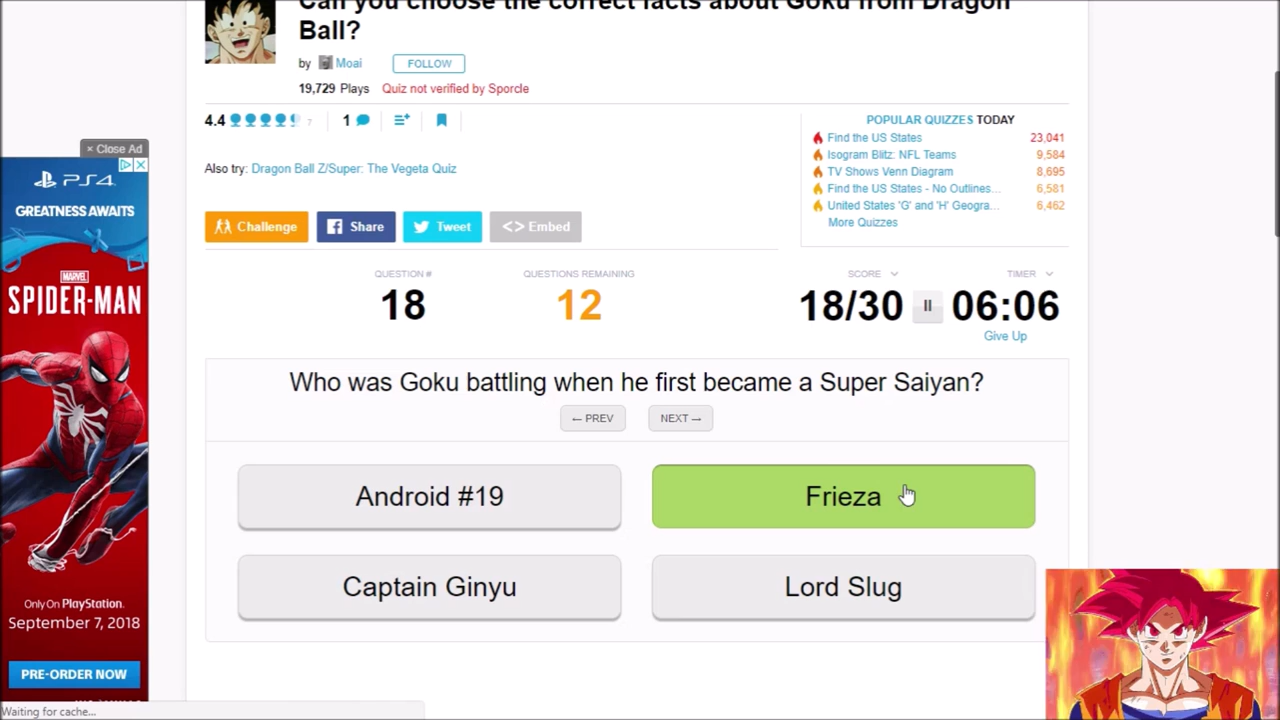 Can you choose the correct facts about Goku from Dragon
Ball?
by Moai FOLLOW
19,729 Plays Quiz not verified by Sporcle
4.4 7 1
Also try: Dragon Ball Z/Super: The Vegeta Quiz
POPULAR QUIZZES TODAY
Find the US States 23,041
Isogram Blitz: NFL Teams 9,584
TV Shows Venn Diagram 8,695
Find the US States - No Outlines... 6,581
United States 'G' and 'H' Geogra... 6,462
More Quizzes
Challenge Share Tweet <> Embed
QUESTION # QUESTIONS REMAINING SCORE TIMER
18 12 18/30 06:06
Give Up
Who was Goku battling when he first became a Super Saiyan?
← PREV NEXT →
Android #19 Frieza
Captain Ginyu Lord Slug
× Close Ad
PS4
GREATNESS AWAITS
MARVEL
SPIDER-MAN
Only On PlayStation.
September 7, 2018
PRE-ORDER NOW
Waiting for cache...